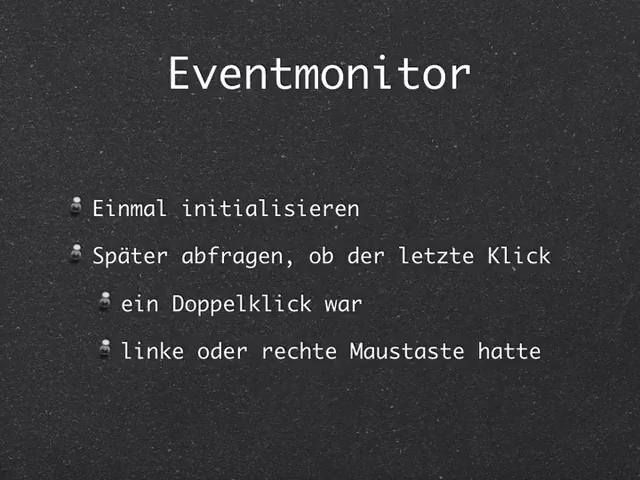 Eventmonitor
Einmal initialisieren
Später abfragen, ob der letzte Klick
ein Doppelklick war
linke oder rechte Maustaste hatte